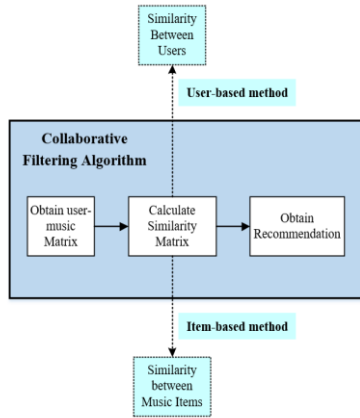 Similarity
Between
Users
User-based method
Collaborative
Filtering Algorithm
Obtain user-
music
Matrix
Calculate
Similarity
Matrix
Obtain
Recommendation
Item-based method
Similarity
between
Music Items